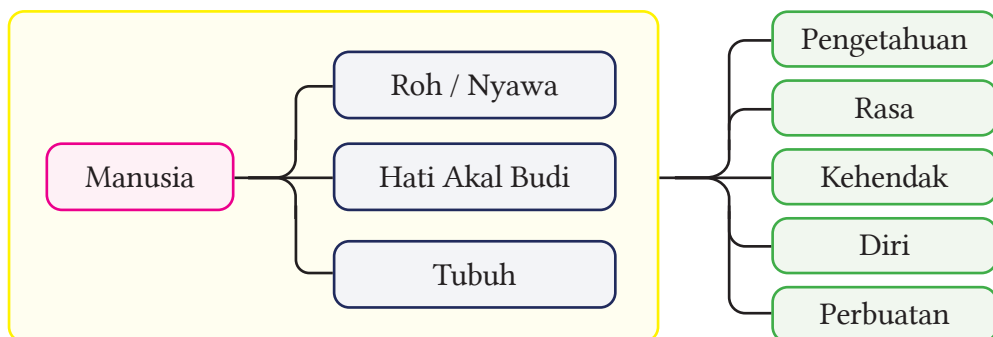 Manusia
Roh / Nyawa
Hati Akal Budi
Tubuh
Pengetahuan
Rasa
Kehendak
Diri
Perbuatan